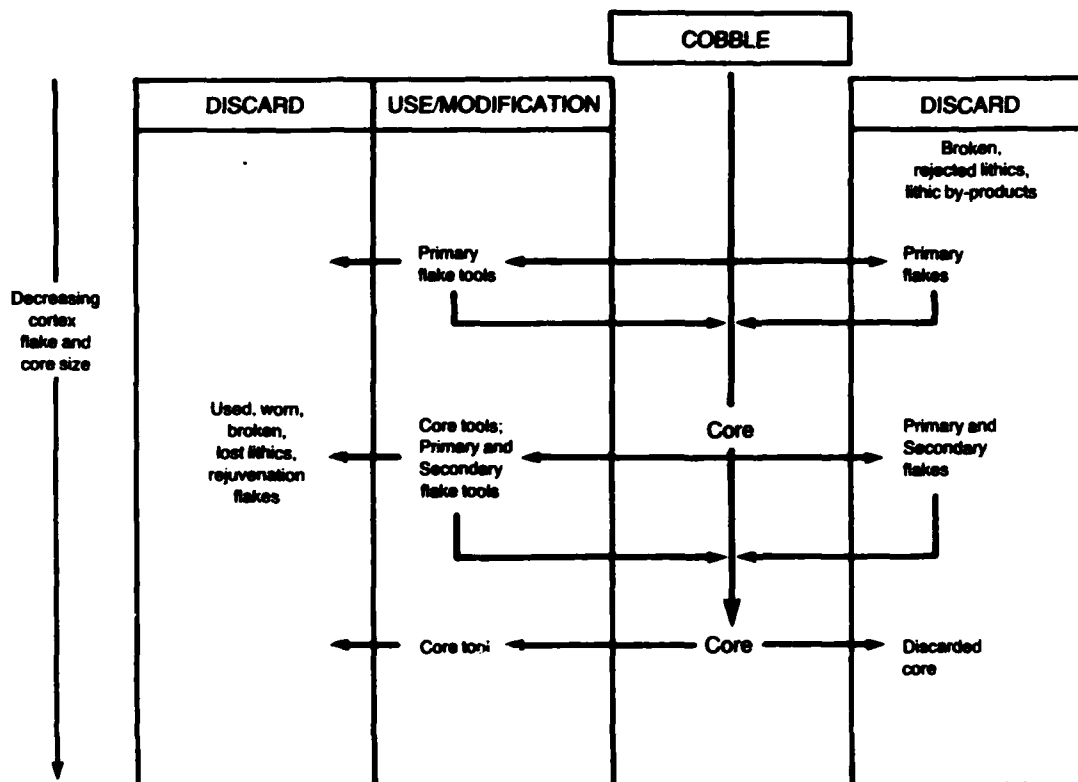 COBBLE
DISCARD
USE/MODIFICATION
DISCARD
Broken,
rejected lithics,
lithic by-products
Primary
flake tools
Primary
flakes
Decreasing
cortex
flake and
core size
Used, worn,
broken,
lost lithics,
rejuvenation
flakes
Core tools;
Primary and
Secondary
flake tools
Core
Primary and
Secondary
flakes
Core tool
Core
Discarded
core